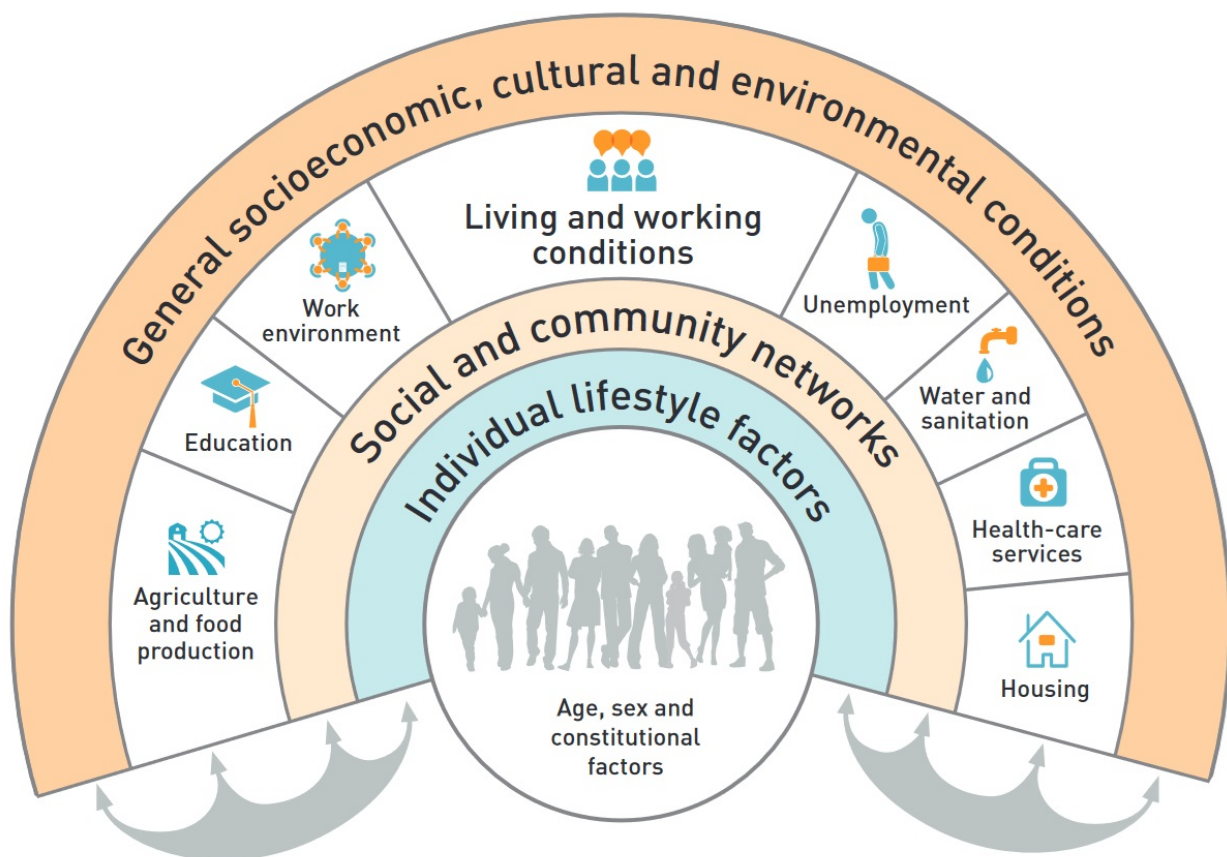 General socioeconomic, cultural and environmental conditions
Living and working
conditions
Work
environment
Unemployment
Education
Water and
sanitation
Agriculture
and food
production
Health-care
services
Housing
Social and community networks
Individual lifestyle factors
Age, sex and
constitutional
factors